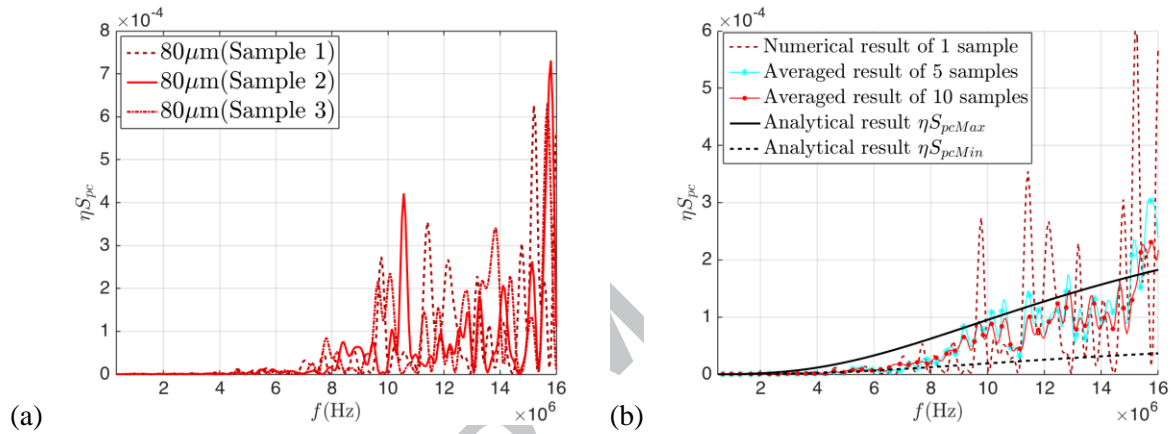 ×10⁻⁴
8
7
6
5
4
3
2
1
0
ηS_pc
80μm(Sample 1)
80μm(Sample 2)
80μm(Sample 3)
2 4 6 8 10 12 14 16
f(Hz) ×10⁶
(a)
×10⁻⁴
6
5
4
3
2
1
0
ηS_pc
Numerical result of 1 sample
Averaged result of 5 samples
Averaged result of 10 samples
Analytical result ηS_pcMax
Analytical result ηS_pcMin
2 4 6 8 10 12 14 16
f(Hz) ×10⁶
(b)